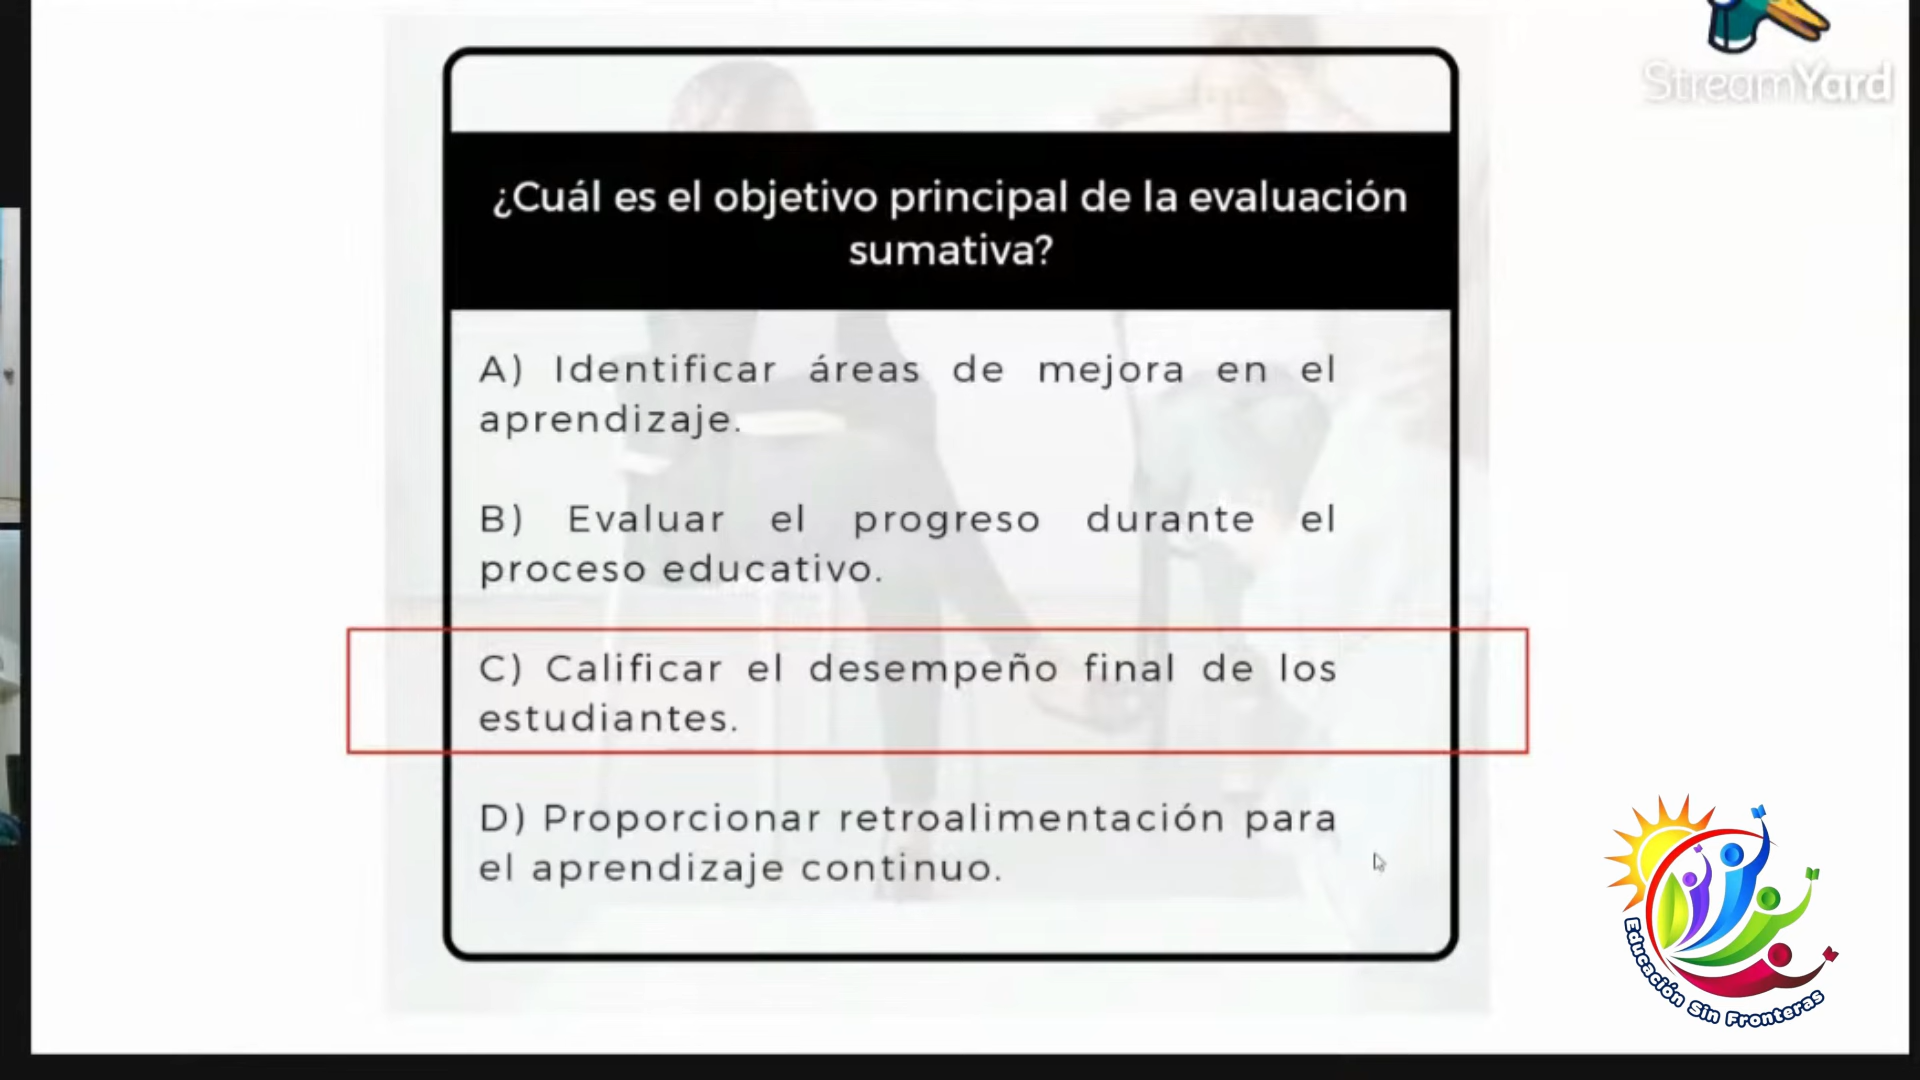 StreamYard
¿Cuál es el objetivo principal de la evaluación
sumativa?
A) Identificar áreas de mejora en el
aprendizaje.
B) Evaluar el progreso durante el
proceso educativo.
C) Calificar el desempeño final de los
estudiantes.
D) Proporcionar retroalimentación para
el aprendizaje continuo.
Educación Sin Fronteras